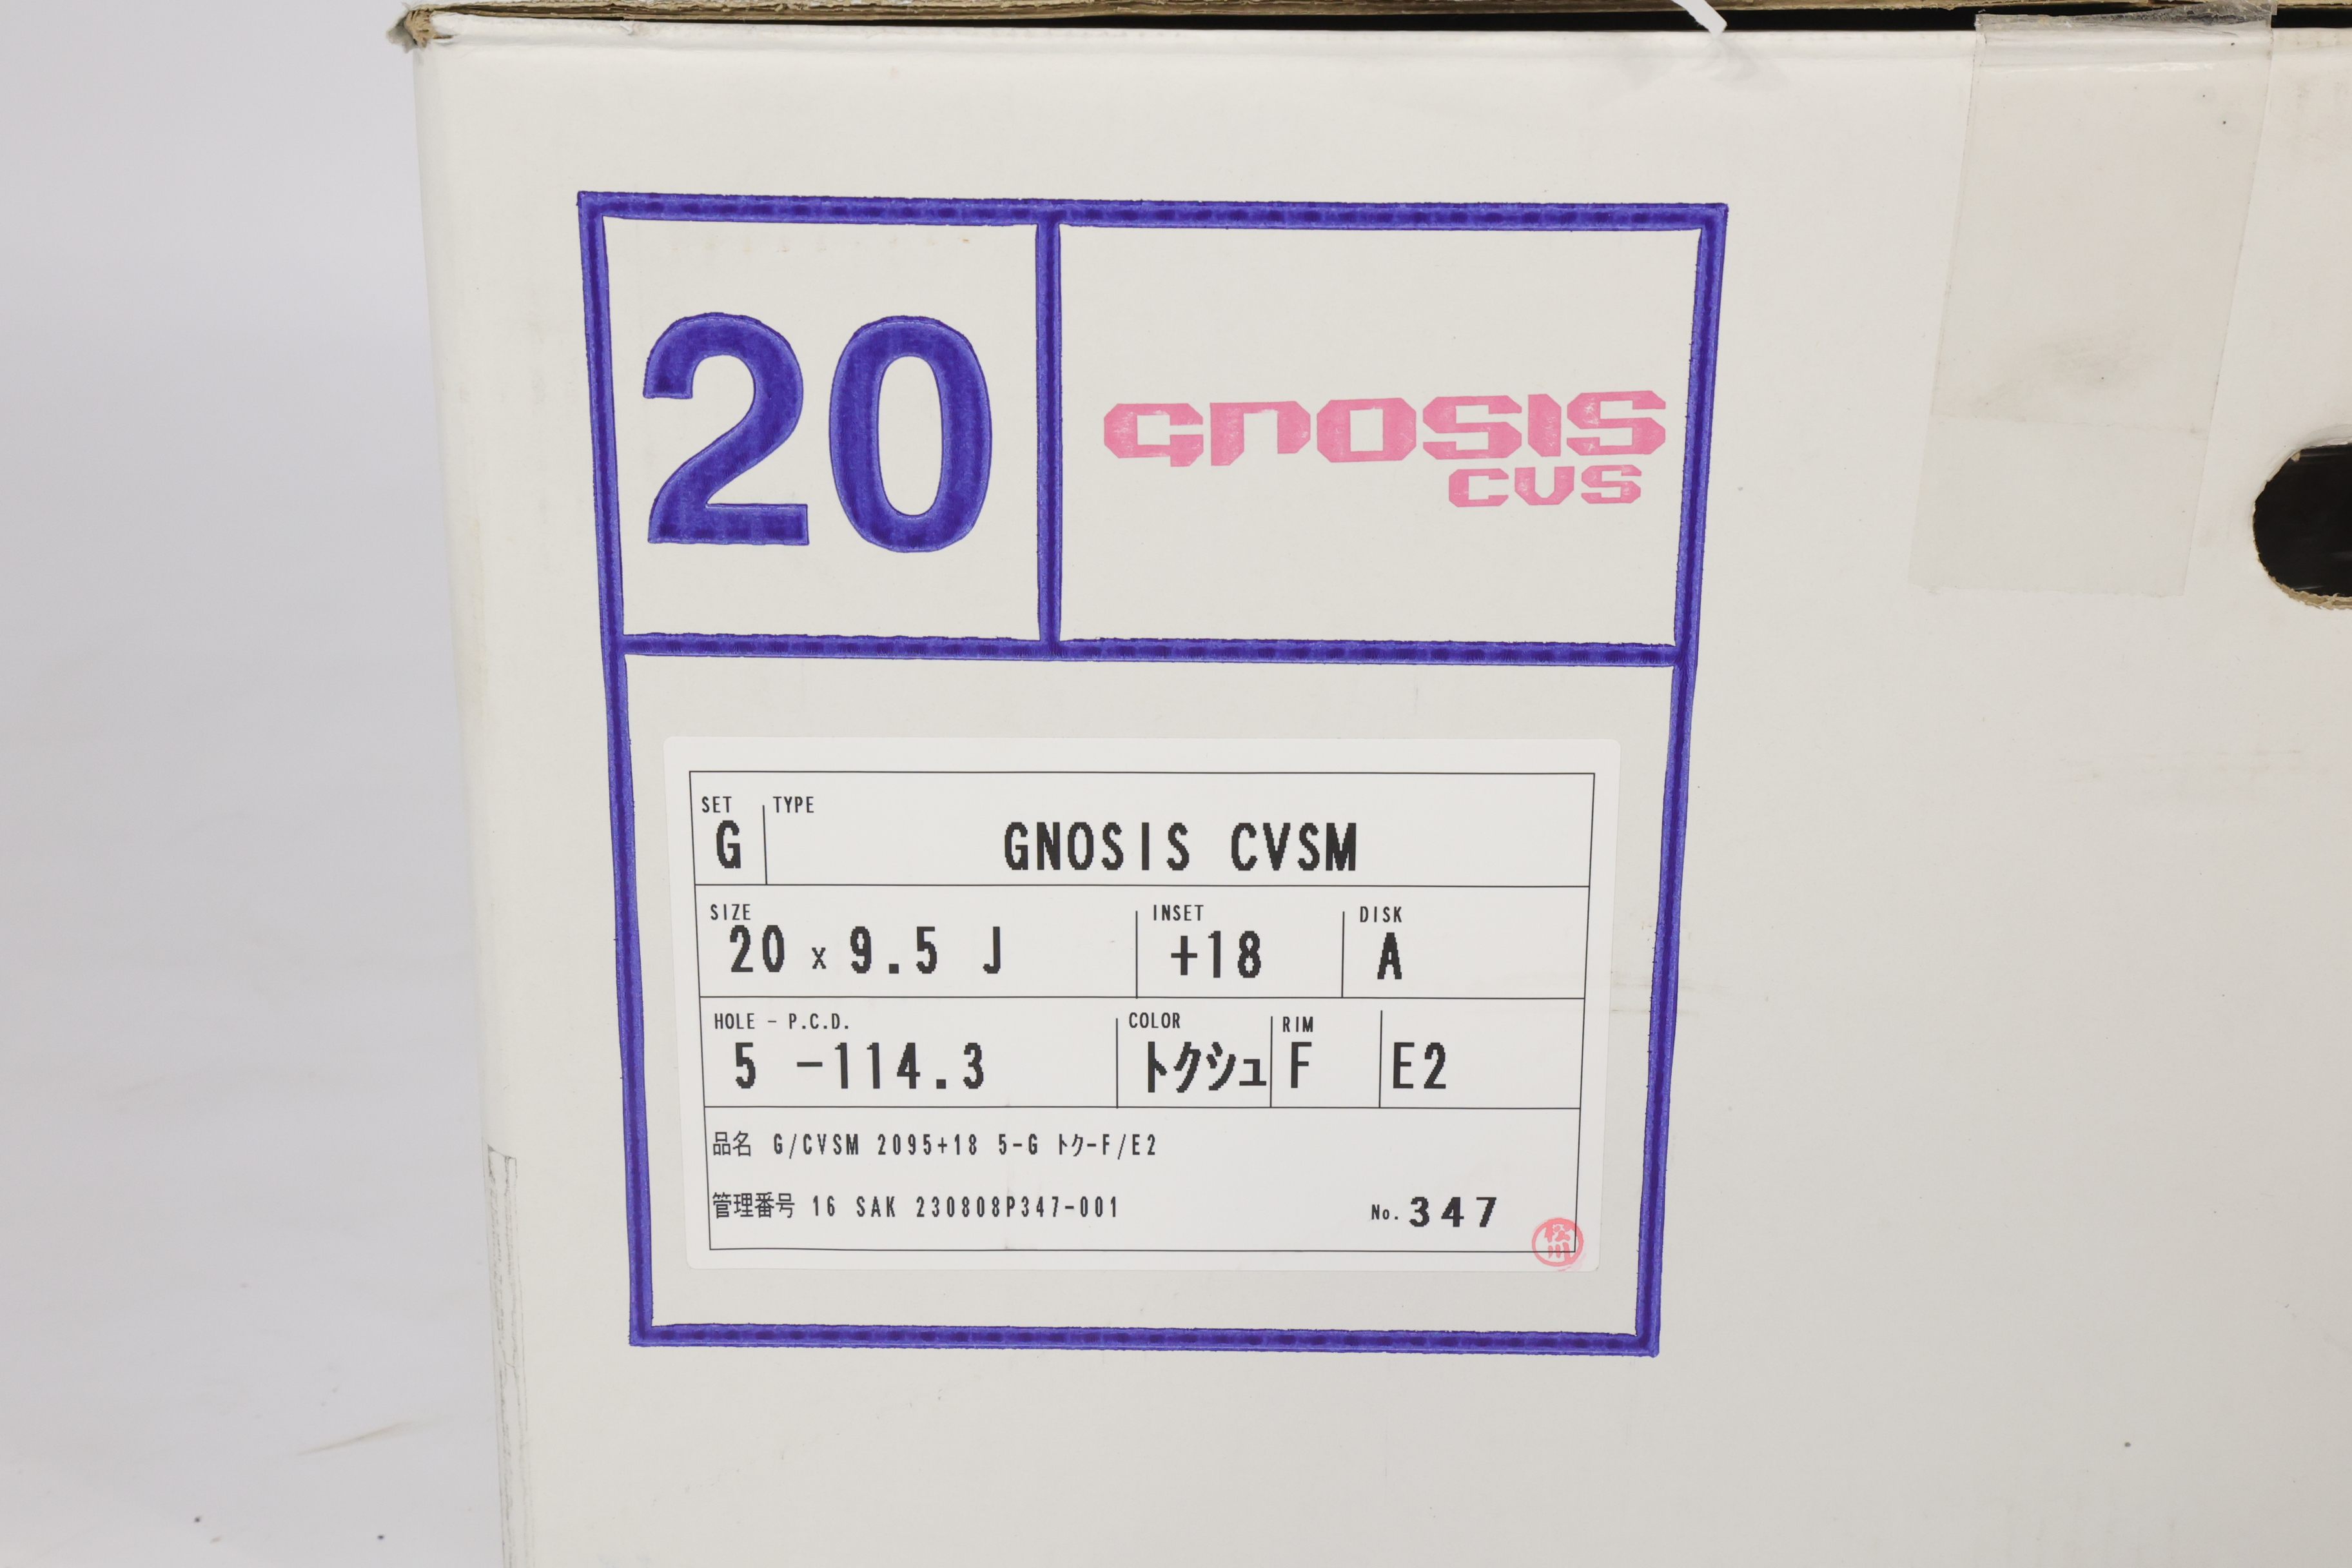 20
GNOSIS
CVS
SET TYPE
G GNOSIS CVSM
SIZE INSET DISK
20 x 9.5 J +18 A
HOLE - P.C.D. COLOR RIM
5 -114.3 トクシュ F E2
品名 G/CVSM 2095+18 5-G トク-F/E2
管理番号 16 SAK 230808P347-001 No. 347
松川